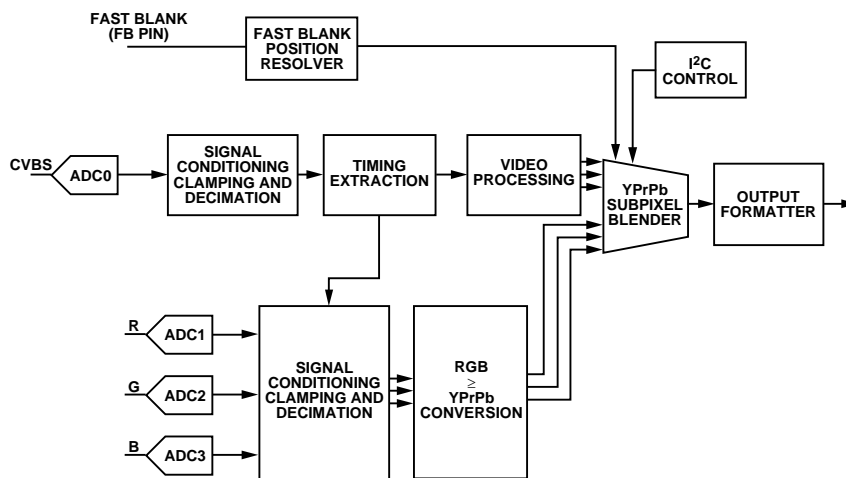 FAST BLANK
(FB PIN)
FAST BLANK
POSITION
RESOLVER
I2C
CONTROL
CVBS
ADC0
SIGNAL
CONDITIONING
CLAMPING AND
DECIMATION
TIMING
EXTRACTION
VIDEO
PROCESSING
YPrPb
SUBPIXEL
BLENDER
OUTPUT
FORMATTER
R
ADC1
G
ADC2
B
ADC3
SIGNAL
CONDITIONING
CLAMPING AND
DECIMATION
RGB
≥
YPrPb
CONVERSION